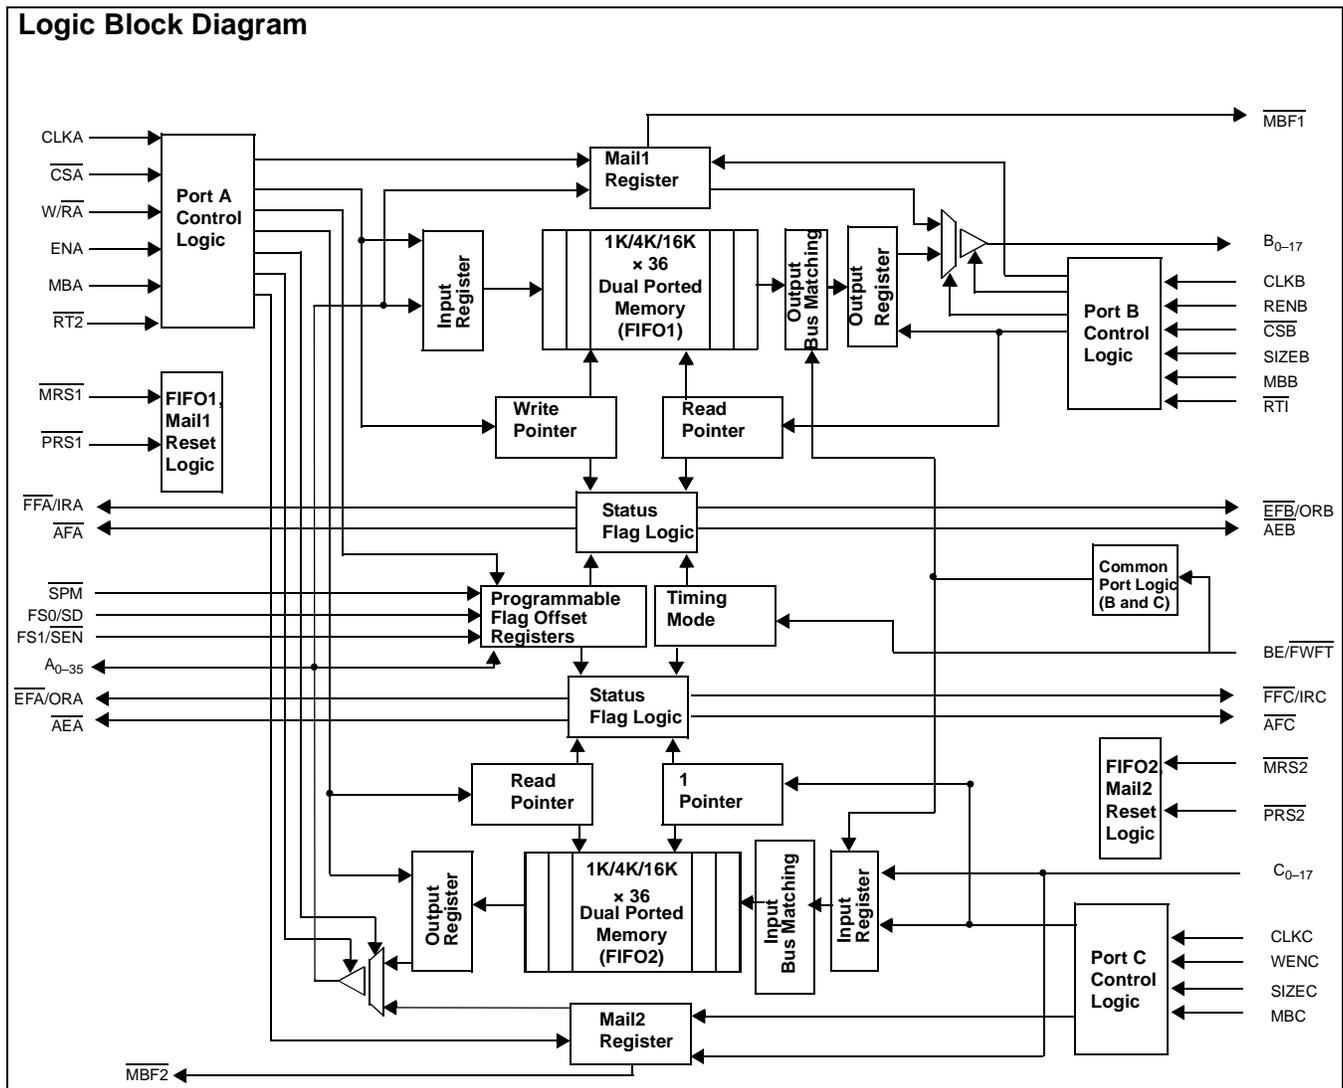 Logic Block Diagram
CLKA
CSA
W/RA
ENA
MBA
RT2
Port A
Control
Logic
Mail1
Register
MBF1
Input
Register
1K/4K/16K
× 36
Dual Ported
Memory
(FIFO1)
Output
Bus Matching
Output
Register
B0–17
CLKB
RENB
CSB
SIZEB
MBB
RTI
Port B
Control
Logic
MRS1
PRS1
FIFO1,
Mail1
Reset
Logic
Write
Pointer
Read
Pointer
FFA/IRA
AFA
Status
Flag Logic
EFB/ORB
AEB
SPM
FS0/SD
FS1/SEN
A0–35
Programmable
Flag Offset
Registers
Timing
Mode
Common
Port Logic
(B and C)
BE/FWFT
EFA/ORA
AEA
Status
Flag Logic
FFC/IRC
AFC
Read
Pointer
1
Pointer
FIFO2,
Mail2
Reset
Logic
MRS2
PRS2
Output
Register
1K/4K/16K
× 36
Dual Ported
Memory
(FIFO2)
Input
Bus Matching
Input
Register
C0–17
Port C
Control
Logic
CLKC
WENC
SIZEC
MBC
Mail2
Register
MBF2